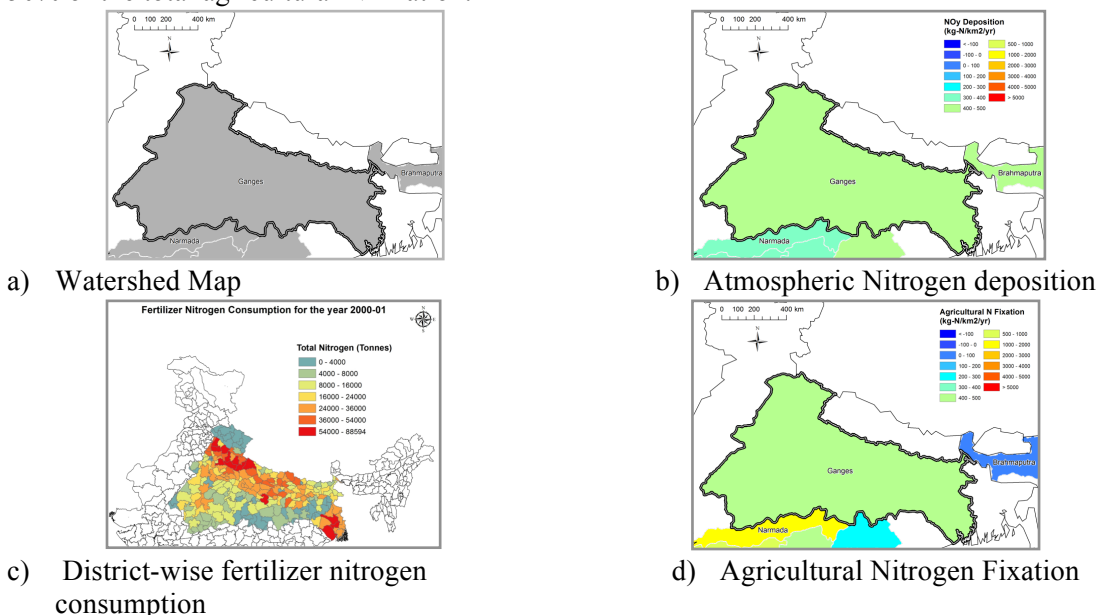 0 100 200 400 km
N
Ganges
Brahmaputra
Narmada
a) Watershed Map
0 100 200 400 km
N
NOy Deposition
(kg-N/km2/yr)
< -100 500 - 1000
-100 - 0 1000 - 2000
0 - 100 2000 - 3000
100 - 200 3000 - 4000
200 - 300 4000 - 5000
300 - 400 > 5000
400 - 500
Ganges
Brahmaputra
Narmada
b) Atmospheric Nitrogen deposition
Fertilizer Nitrogen Consumption for the year 2000-01
N
W E
S
Total Nitrogen (Tonnes)
0 - 4000
4000 - 8000
8000 - 16000
16000 - 24000
24000 - 36000
36000 - 54000
54000 - 88594
c) District-wise fertilizer nitrogen
consumption
0 100 200 400 km
N
Agricultural N Fixation
(kg-N/km2/yr)
< -100 500 - 1000
-100 - 0 1000 - 2000
0 - 100 2000 - 3000
100 - 200 3000 - 4000
200 - 300 4000 - 5000
300 - 400 > 5000
400 - 500
Ganges
Brahmaputra
Narmada
d) Agricultural Nitrogen Fixation